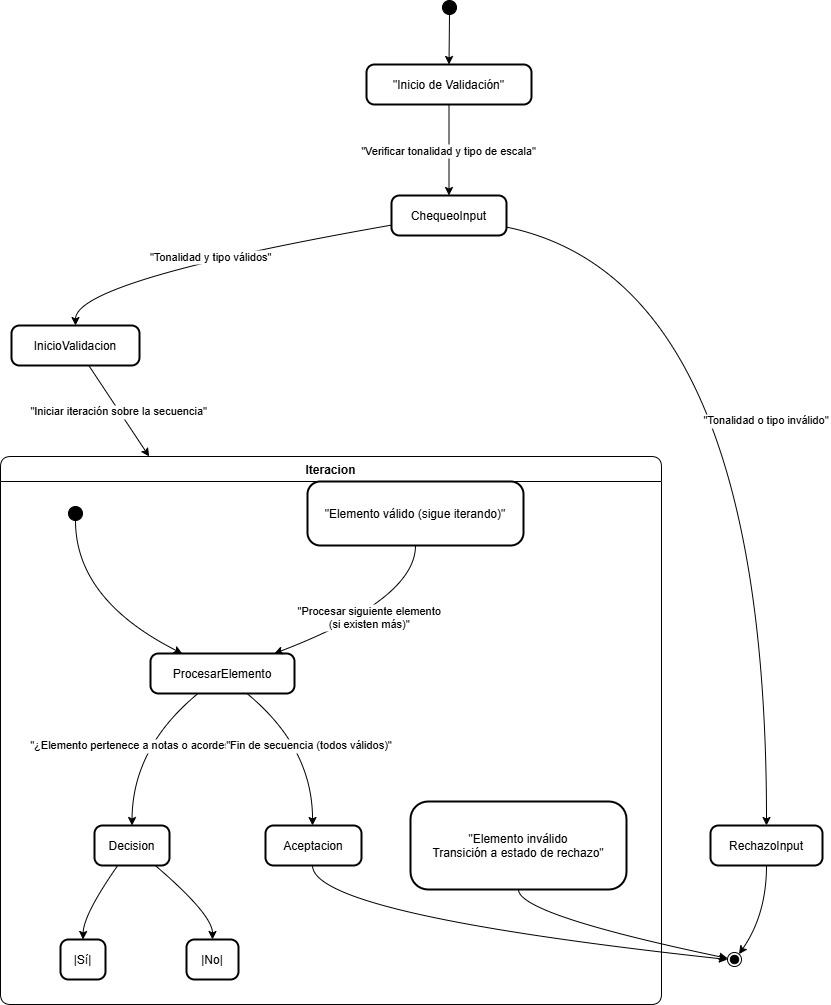 "Inicio de Validación"
"Verificar tonalidad y tipo de escala"
ChequeoInput
"Tonalidad y tipo válidos"
InicioValidacion
"Iniciar iteración sobre la secuencia"
"Tonalidad o tipo inválido"
Iteracion
"Elemento válido (sigue iterando)"
"Procesar siguiente elemento
(si existen más)"
ProcesarElemento
"¿Elemento pertenece a notas o acorde
"Fin de secuencia (todos válidos)"
Decision
Aceptacion
"Elemento inválido
Transición a estado de rechazo"
RechazoInput
|Sí|
|No|